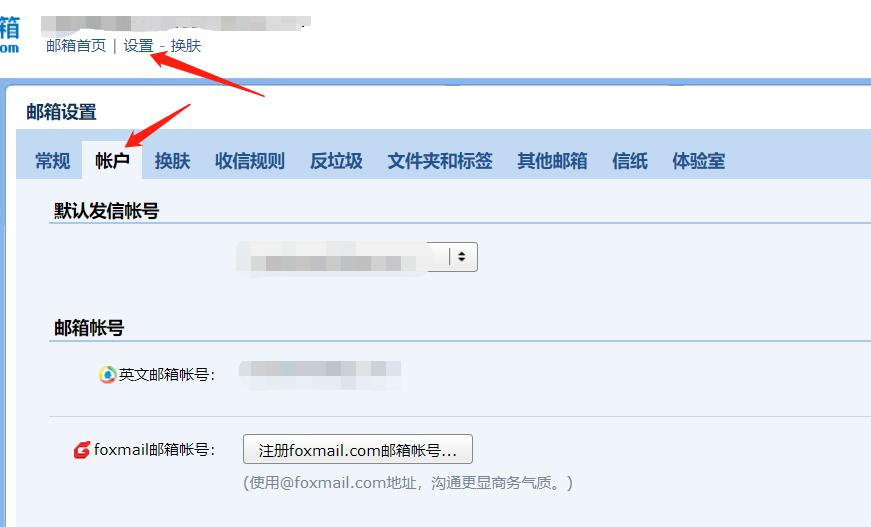 箱
om
邮箱首页 | 设置 - 换肤
邮箱设置
常规 帐户 换肤 收信规则 反垃圾 文件夹和标签 其他邮箱 信纸 体验室
默认发信帐号
邮箱帐号
英文邮箱帐号：
foxmail邮箱帐号： 注册foxmail.com邮箱帐号...
(使用@foxmail.com地址，沟通更显商务气质。)